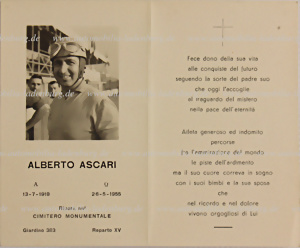 ALBERTO ASCARI
A Ω
13-7-1918 26-5-1955
Riposa nel
CIMITERO MONUMENTALE
Giardino 303 Reparto XV
Fece dono della sua vita
alle conquiste del futuro
seguendo la sorte del padre suo
che oggi l'accoglie
al traguardo del mistero
nella pace dell'eternità
Atleta generoso ed indomito
percorse
tra l'ammirazione del mondo
le piste dell'ardimento
ma il suo cuore correva in sogno
con i suoi bimbi e la sua sposa
che
nel ricordo e nel dolore
vivano orgogliosi di Lui